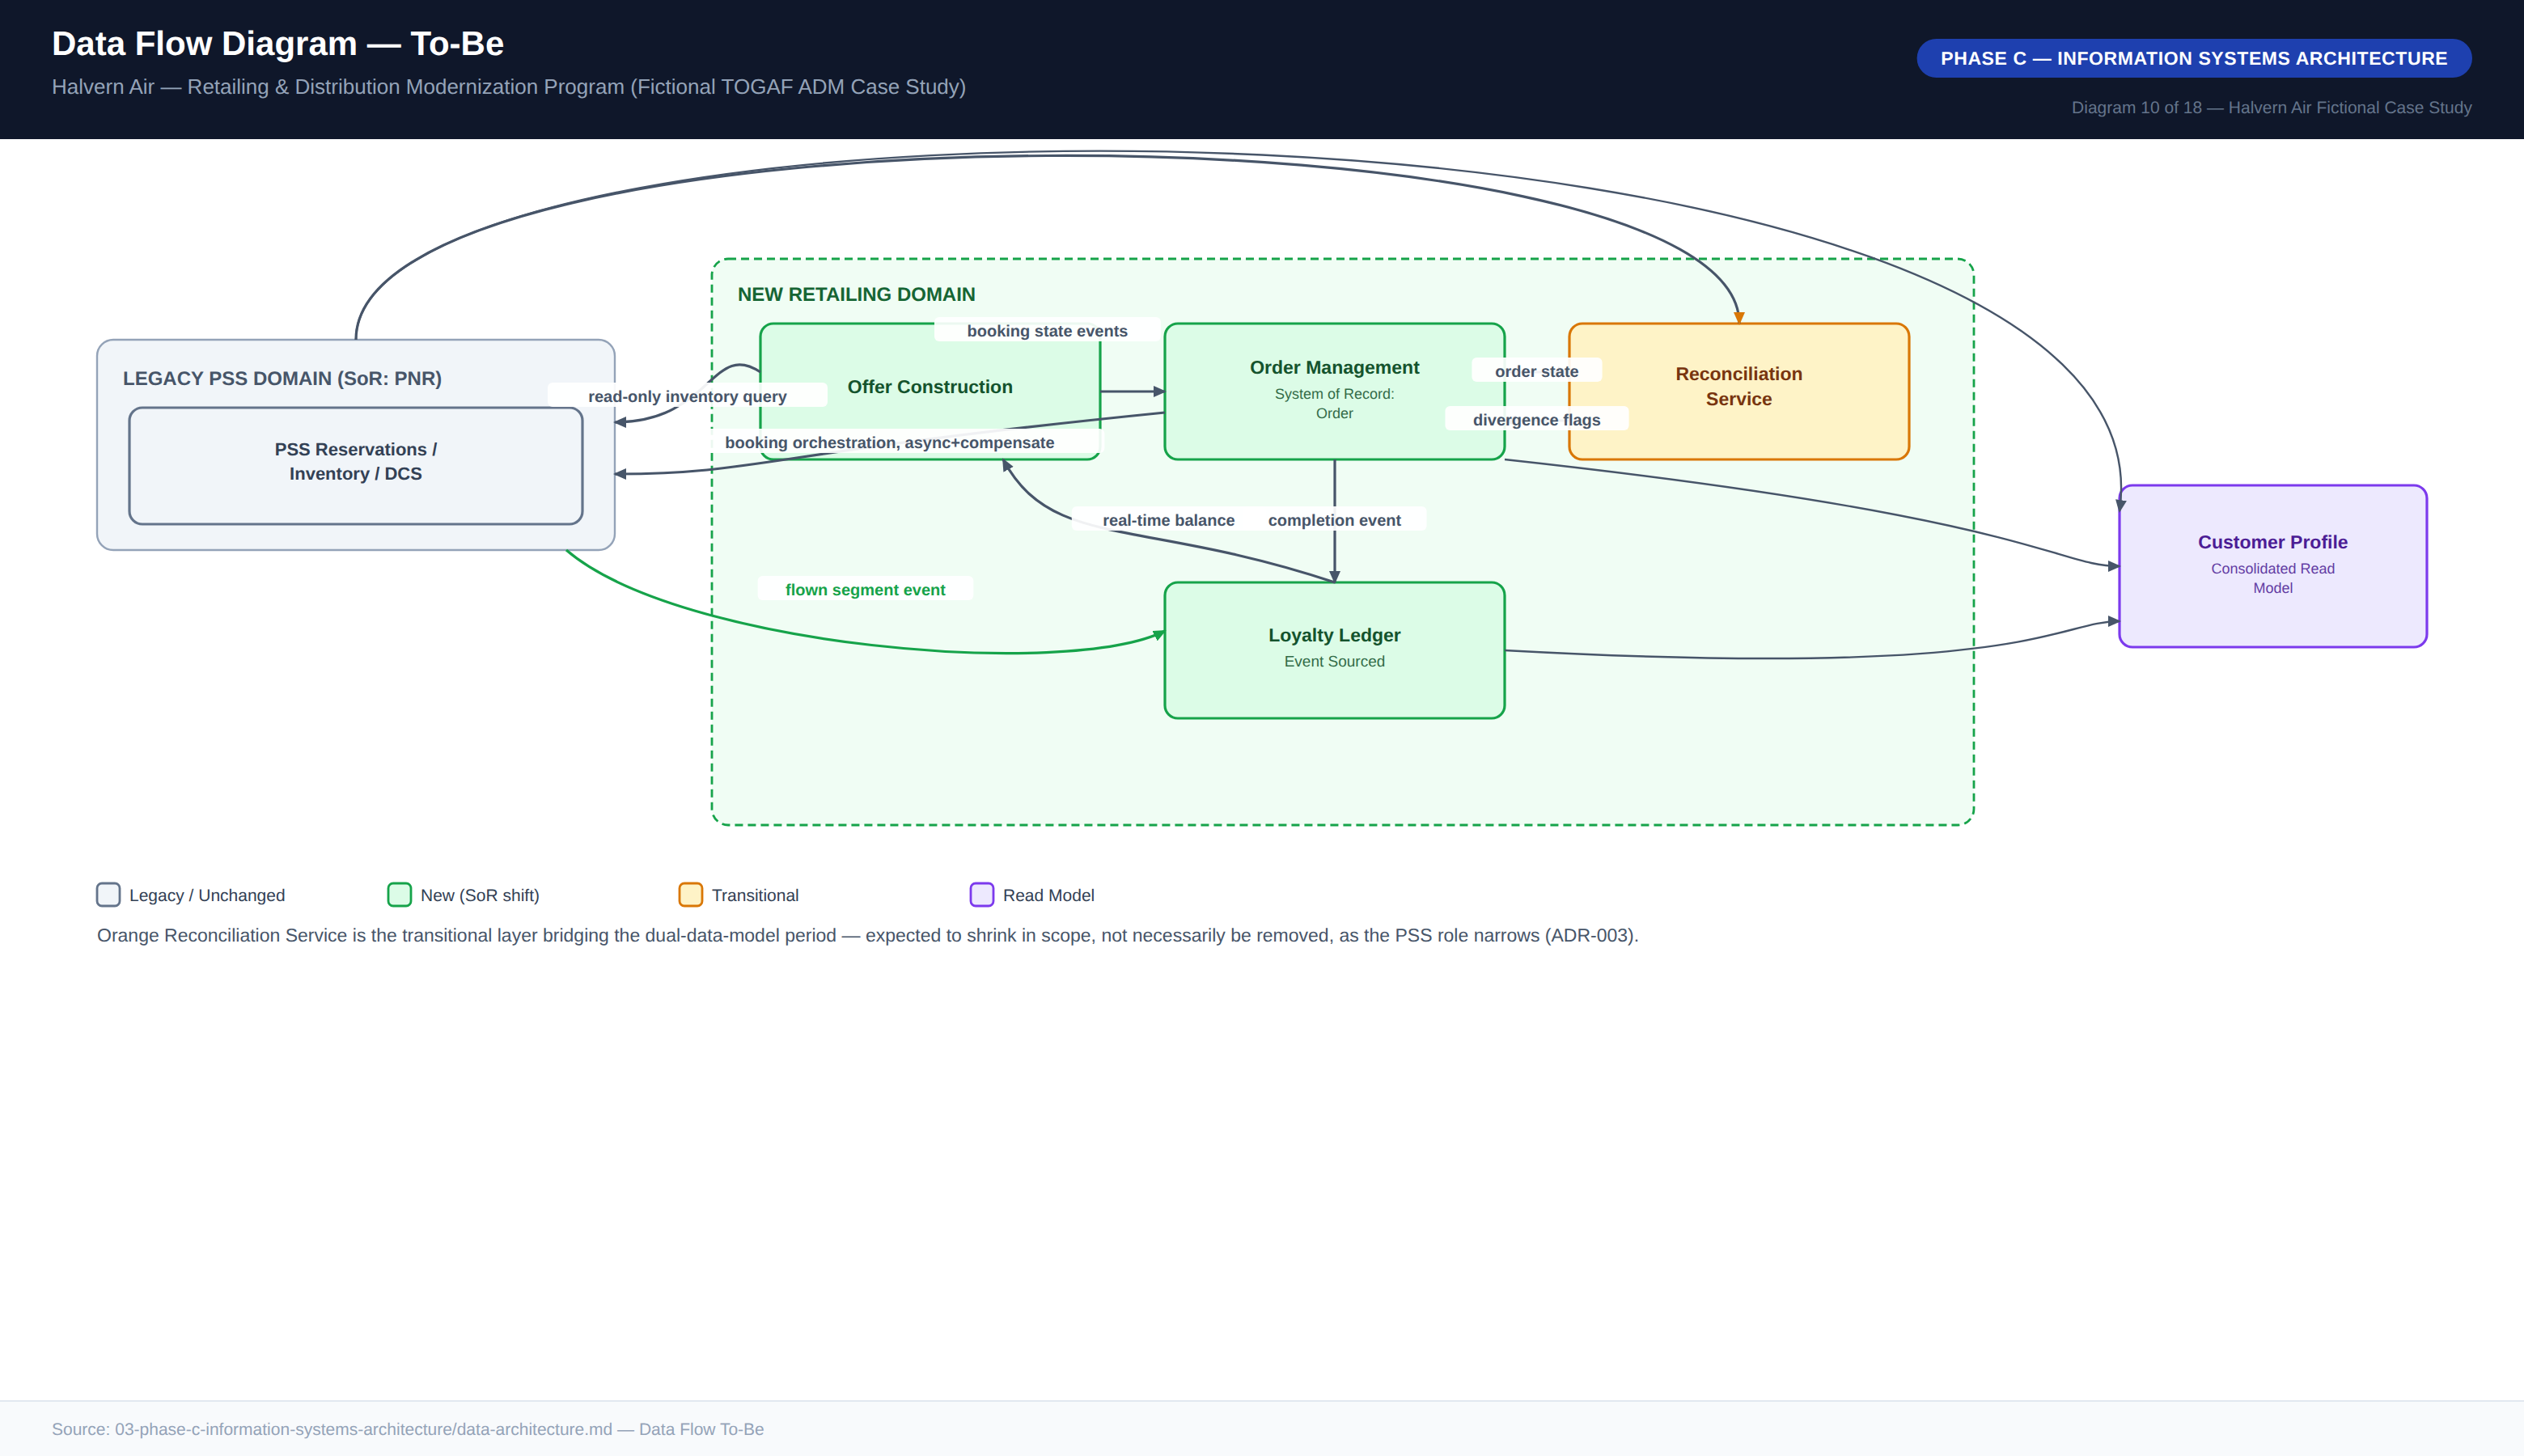 Data Flow Diagram — To-Be
Halvern Air — Retailing & Distribution Modernization Program (Fictional TOGAF ADM Case Study)
PHASE C — INFORMATION SYSTEMS ARCHITECTURE
Diagram 10 of 18 — Halvern Air Fictional Case Study
NEW RETAILING DOMAIN
booking state events
LEGACY PSS DOMAIN (SoR: PNR)
read-only inventory query
Offer Construction
Order Management
System of Record:
Order
order state
divergence flags
Reconciliation
Service
booking orchestration, async+compensate
PSS Reservations /
Inventory / DCS
real-time balance
completion event
flown segment event
Customer Profile
Consolidated Read
Model
Loyalty Ledger
Event Sourced
Legacy / Unchanged
New (SoR shift)
Transitional
Read Model
Orange Reconciliation Service is the transitional layer bridging the dual-data-model period — expected to shrink in scope, not necessarily be removed, as the PSS role narrows (ADR-003).
Source: 03-phase-c-information-systems-architecture/data-architecture.md — Data Flow To-Be